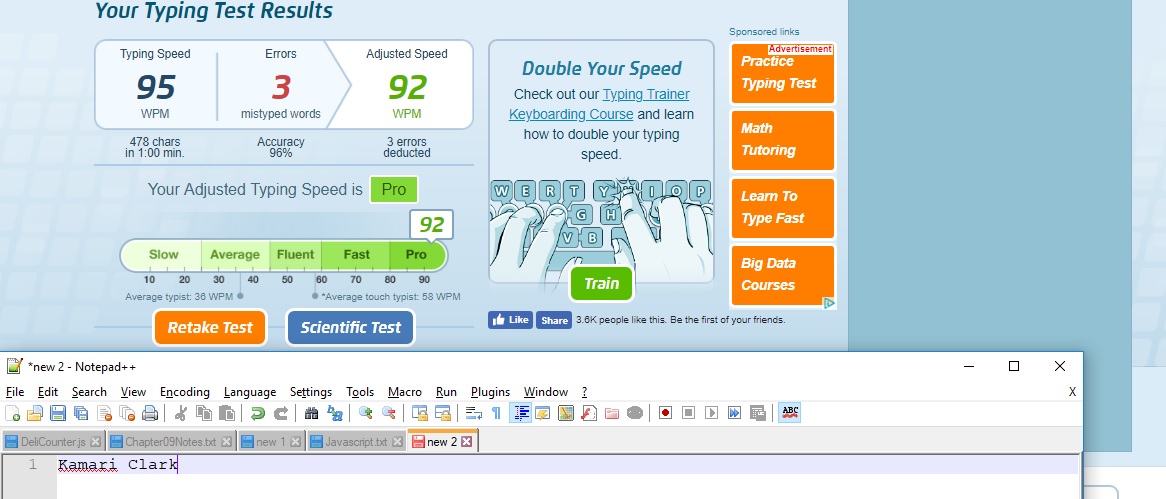 Your Typing Test Results
Typing Speed
95
WPM
Errors
3
mistyped words
Adjusted Speed
92
WPM
478 chars
in 1:00 min.
Accuracy
96%
3 errors
deducted
Your Adjusted Typing Speed is Pro
92
Slow Average Fluent Fast Pro
10 20 30 40 50 60 70 80 90
Average typist: 36 WPM
*Average touch typist: 58 WPM
Retake Test
Scientific Test
Double Your Speed
Check out our Typing Trainer
Keyboarding Course and learn
how to double your typing
speed.
W E R T Y I O P
G H
V B
Train
Like Share 3.6K people like this. Be the first of your friends.
Sponsored links
Advertisement
Practice
Typing Test
Math
Tutoring
Learn To
Type Fast
Big Data
Courses
*new 2 - Notepad++
File Edit Search View Encoding Language Settings Tools Macro Run Plugins Window ? X
ABC
DeliCounter.js Chapter09Notes.txt new 1 Javascript.txt new 2
1 Kamari Clark